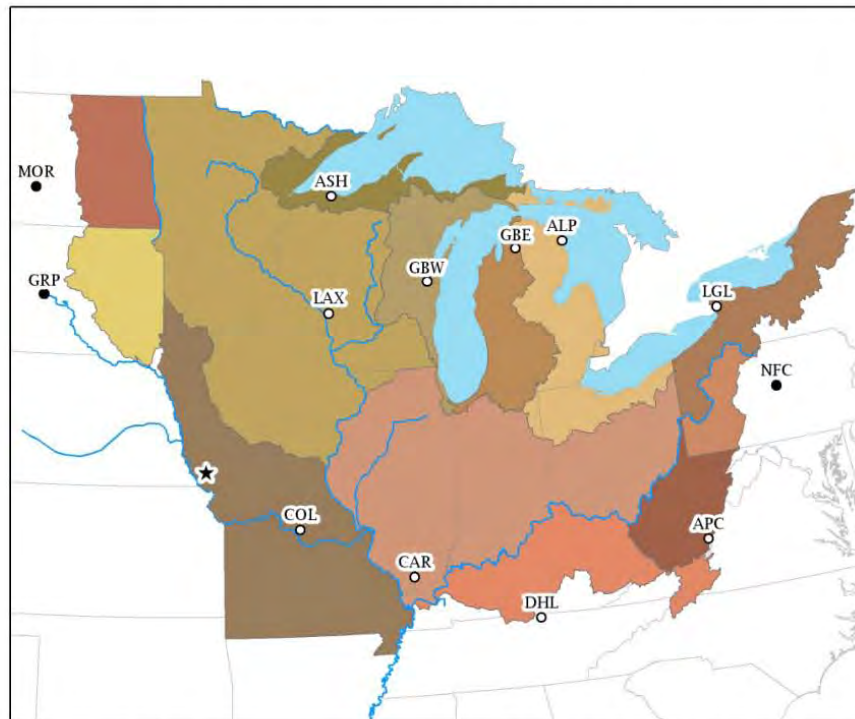 MOR
ASH
ALP
GBE
GRP
GBW
LAX
LGL
NFC
COL
APC
CAR
DHL